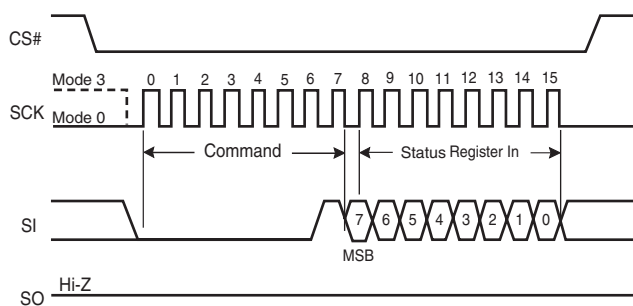 CS#
Mode 3
0 1 2 3 4 5 6 7 8 9 10 11 12 13 14 15
SCK
Mode 0
Command
Status Register In
SI
7 6 5 4 3 2 1 0
MSB
Hi-Z
SO